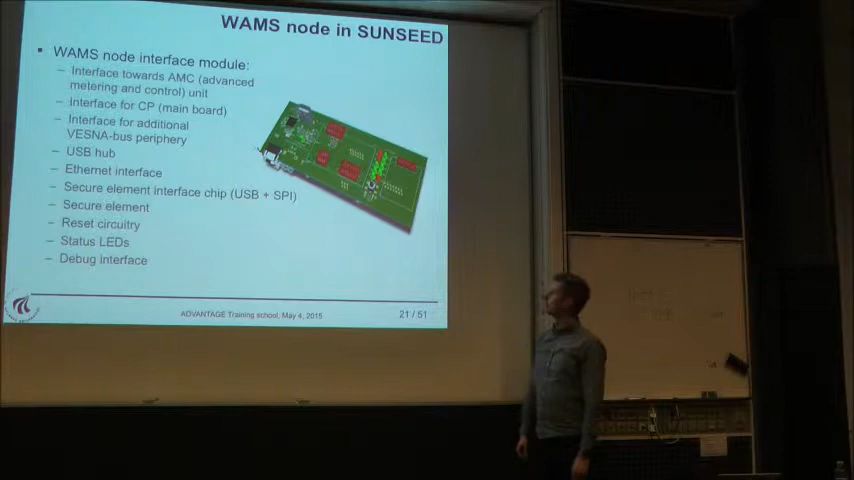 WAMS node in SUNSEED
▪ WAMS node interface module:
– Interface towards AMC (advanced
metering and control) unit
– Interface for CP (main board)
– Interface for additional
VESNA-bus periphery
– USB hub
– Ethernet interface
– Secure element interface chip (USB + SPI)
– Secure element
– Reset circuitry
– Status LEDs
– Debug interface
ADVANTAGE Training school, May 4, 2015
21 / 51